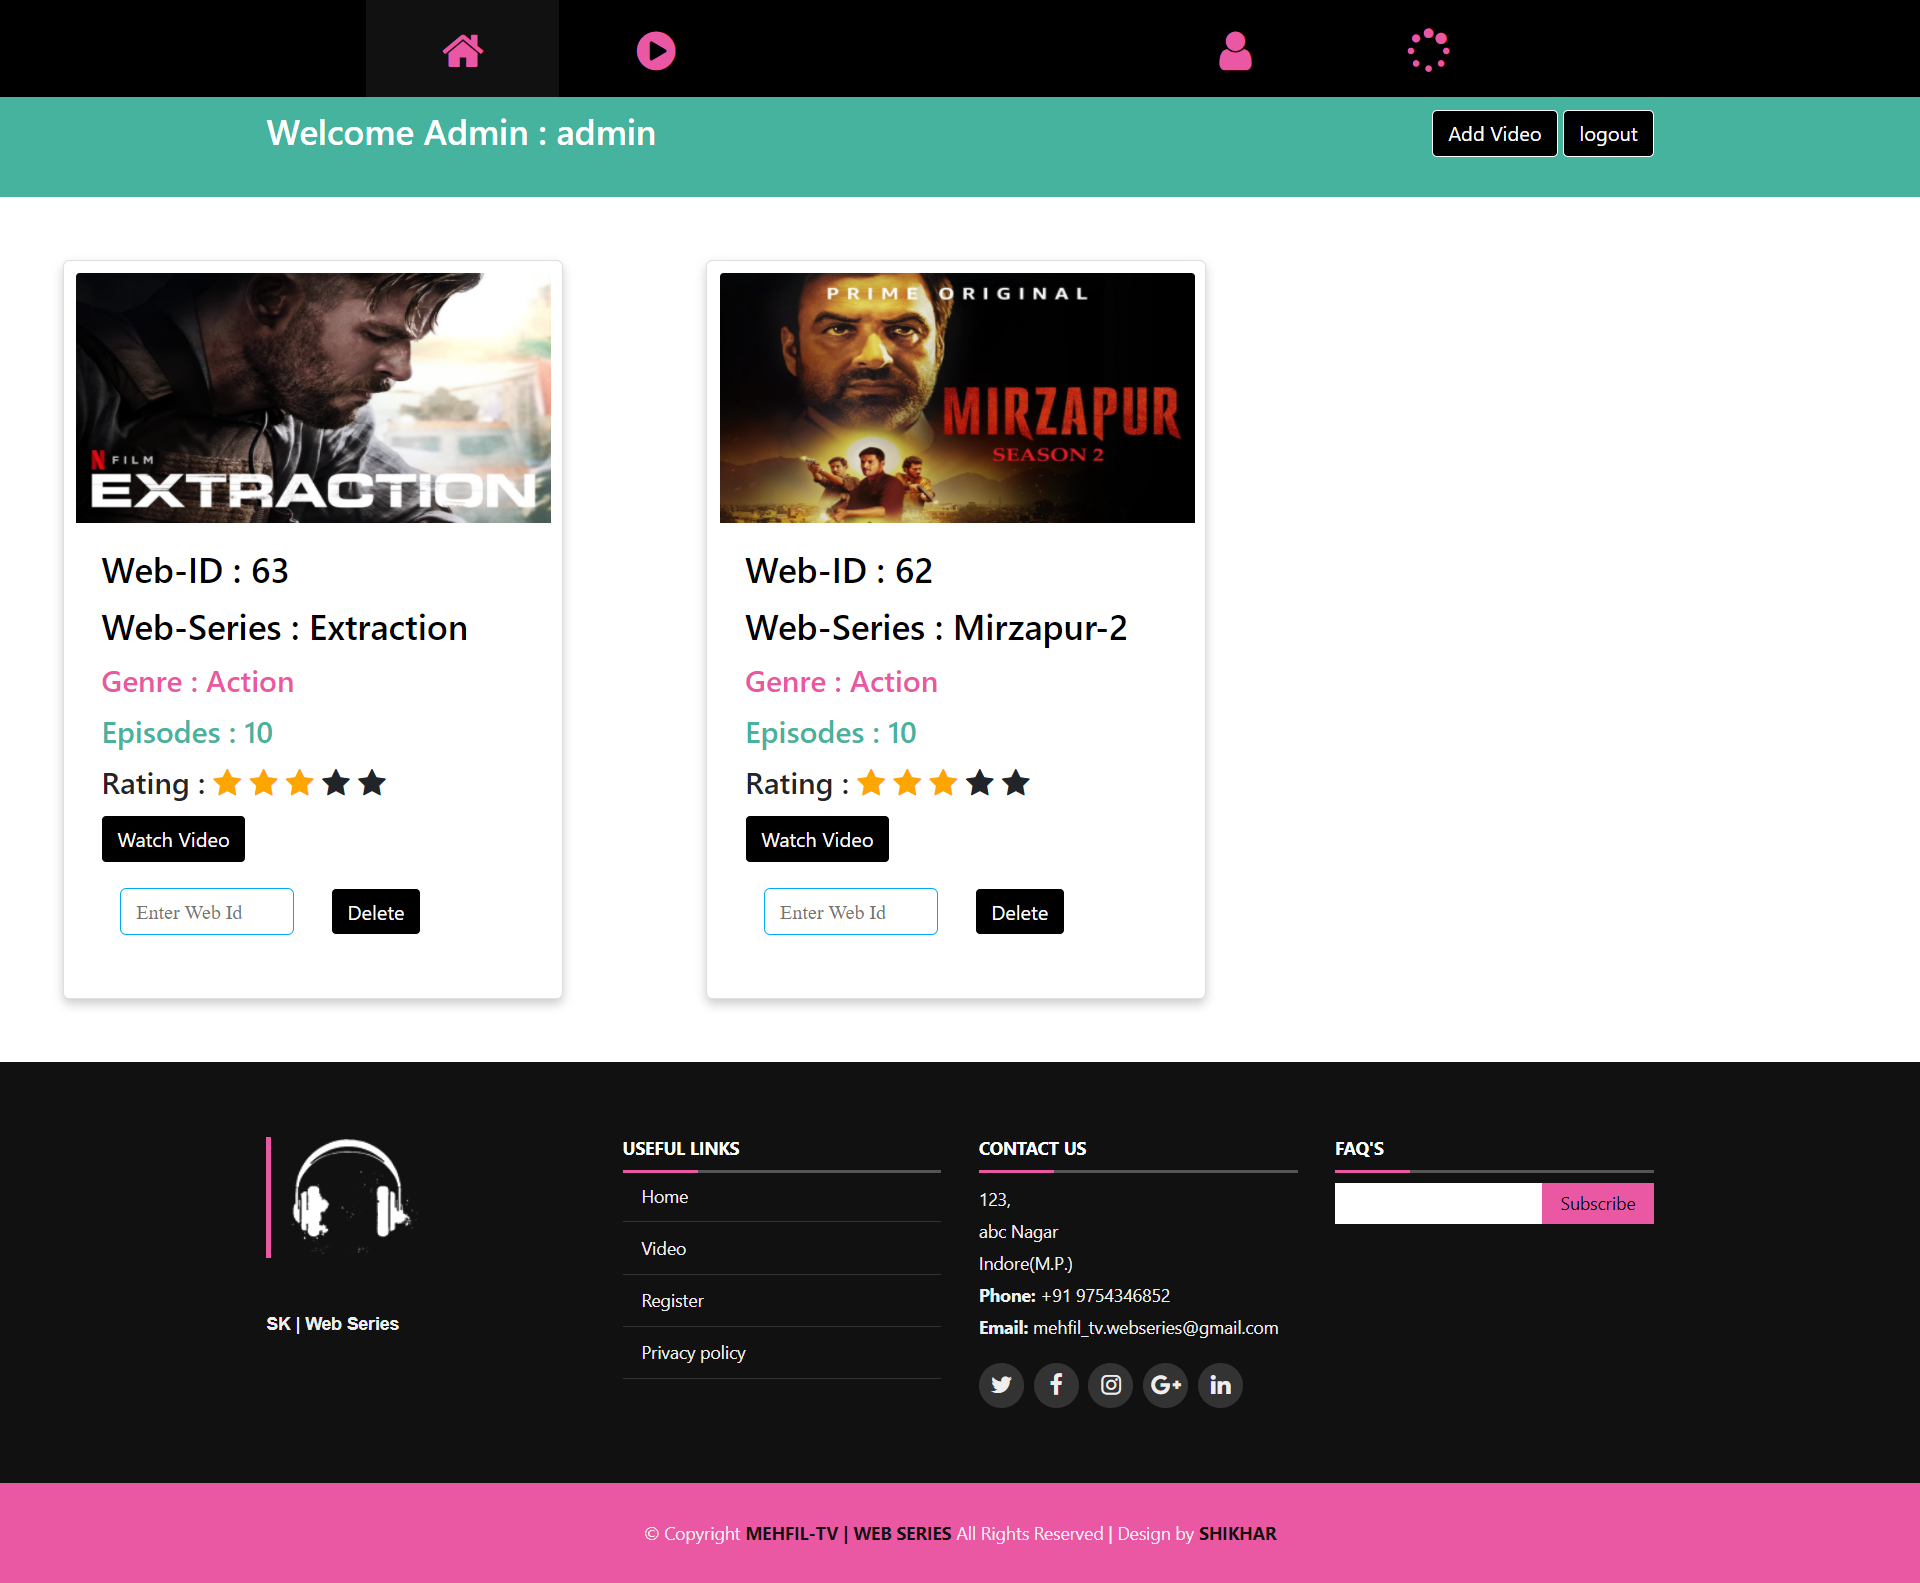 Welcome Admin : admin
Add Video
logout
N FILM
EXTRACTION
Web-ID : 63
Web-Series : Extraction
Genre : Action
Episodes : 10
Rating :
Watch Video
Enter Web Id
Delete
PRIME ORIGINAL
MIRZAPUR
SEASON 2
Web-ID : 62
Web-Series : Mirzapur-2
Genre : Action
Episodes : 10
Rating :
Watch Video
Enter Web Id
Delete
SK | Web Series
USEFUL LINKS
Home
Video
Register
Privacy policy
CONTACT US
123,
abc Nagar
Indore(M.P.)
Phone: +91 9754346852
Email: mehfil_tv.webseries@gmail.com
FAQ'S
Subscribe
© Copyright MEHFIL-TV | WEB SERIES All Rights Reserved | Design by SHIKHAR